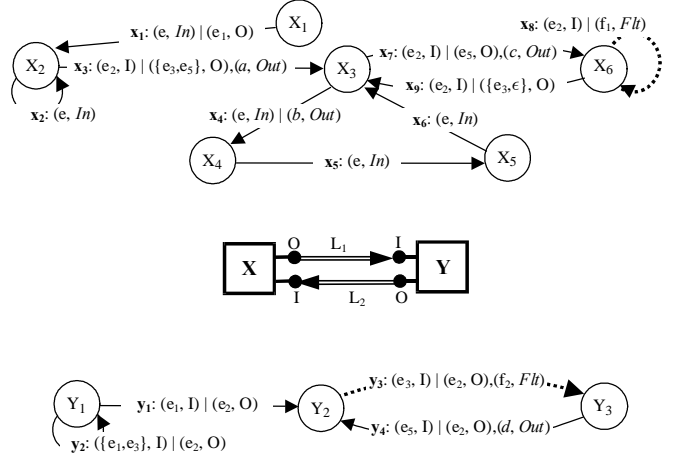 x₈: (e₂, I) | (f₁, Flt)
x₁: (e, In) | (e₁, O)
X₁
X₂
x₃: (e₂, I) | ({e₃,e₅}, O),(a, Out)
X₃
x₇: (e₂, I) | (e₅, O),(c, Out)
X₆
x₉: (e₂, I) | ({e₃,ϵ}, O)
x₂: (e, In)
x₄: (e, In) | (b, Out)
x₆: (e, In)
X₄
x₅: (e, In)
X₅
O L₁ I
X Y
I L₂ O
Y₁
y₁: (e₁, I) | (e₂, O)
Y₂
y₃: (e₃, I) | (e₂, O),(f₂, Flt)
Y₃
y₄: (e₅, I) | (e₂, O),(d, Out)
y₂: ({e₁,e₃}, I) | (e₂, O)